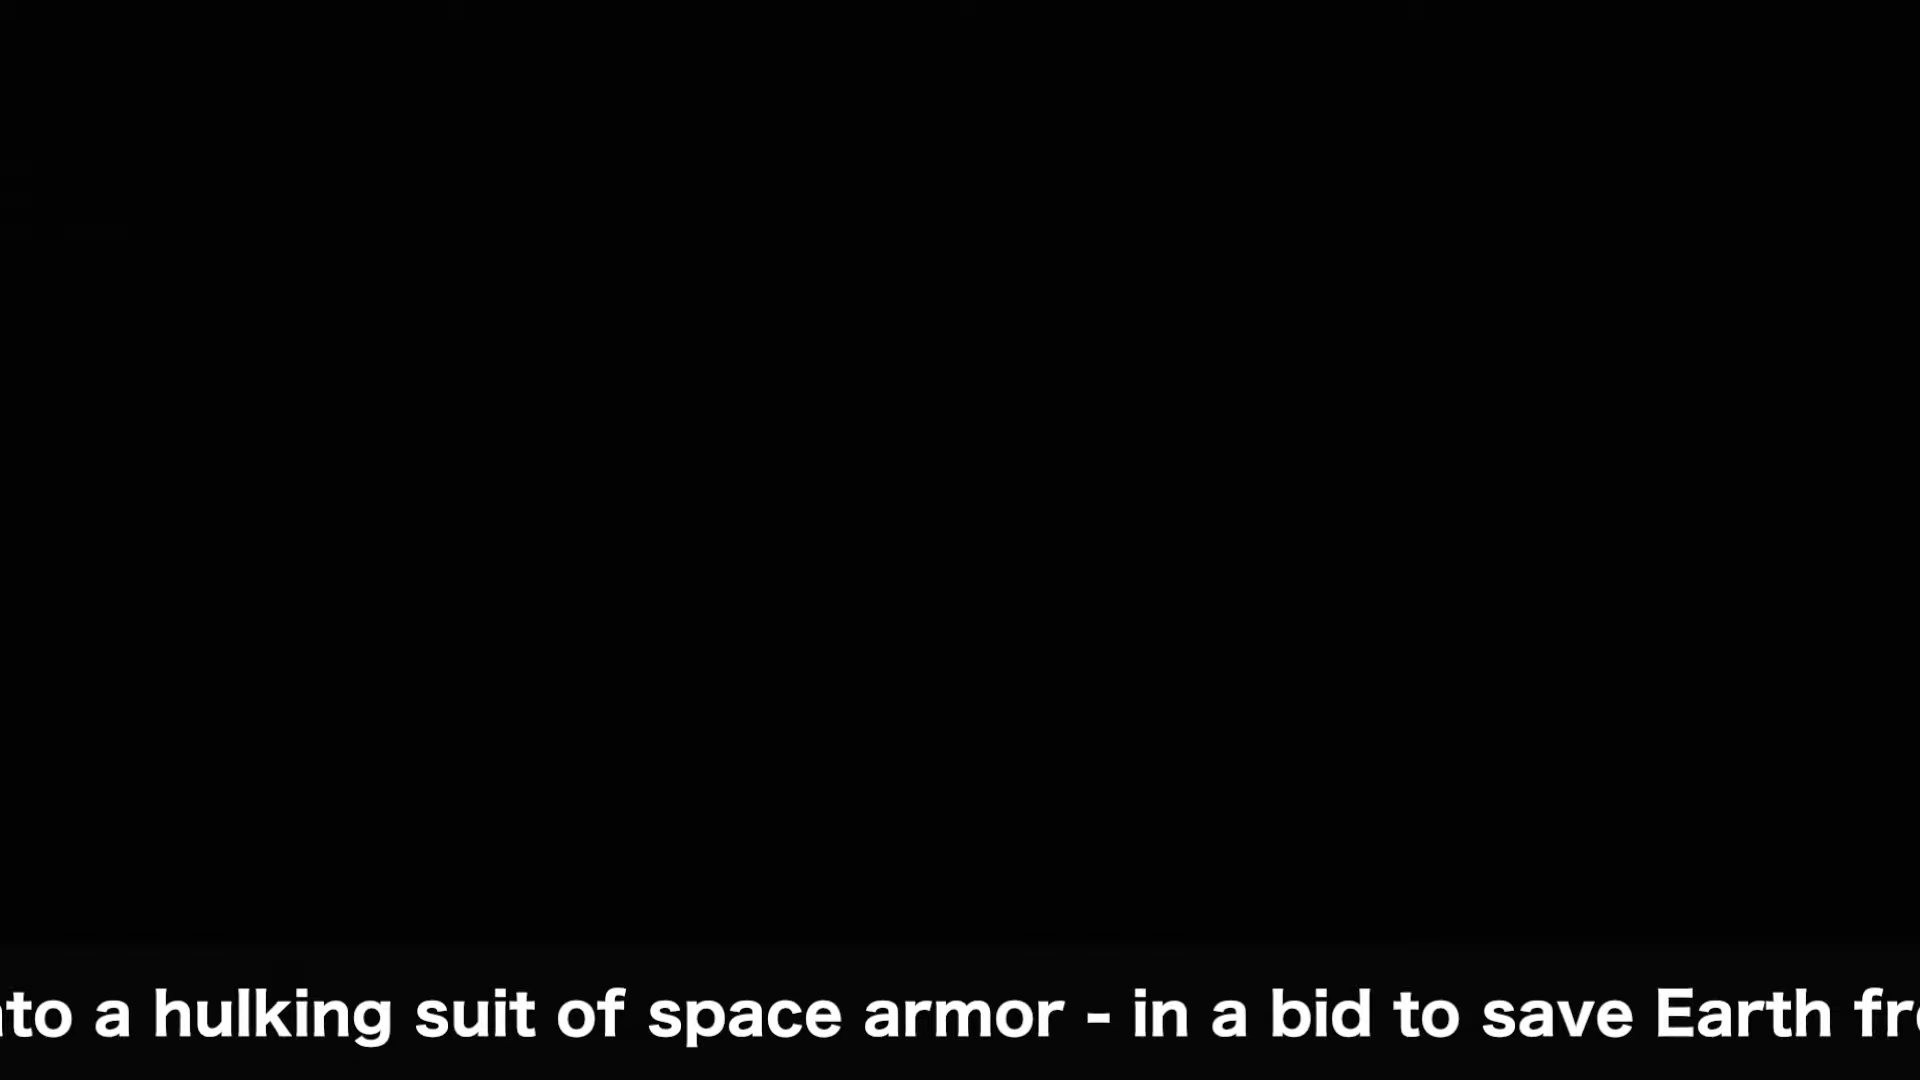 to a hulking suit of space armor - in a bid to save Earth